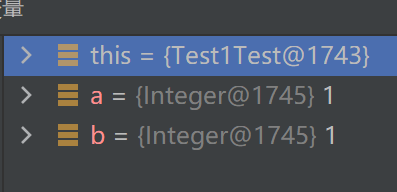 量
this = {Test1Test@1743}
a = {Integer@1745} 1
b = {Integer@1745} 1